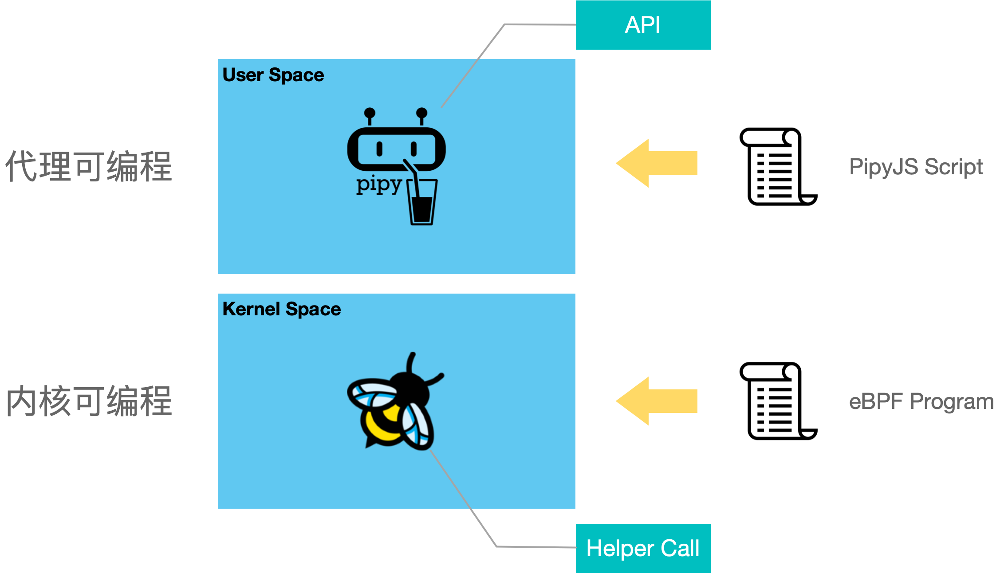 API
User Space
pipy
代理可编程
PipyJS Script
Kernel Space
内核可编程
eBPF Program
Helper Call